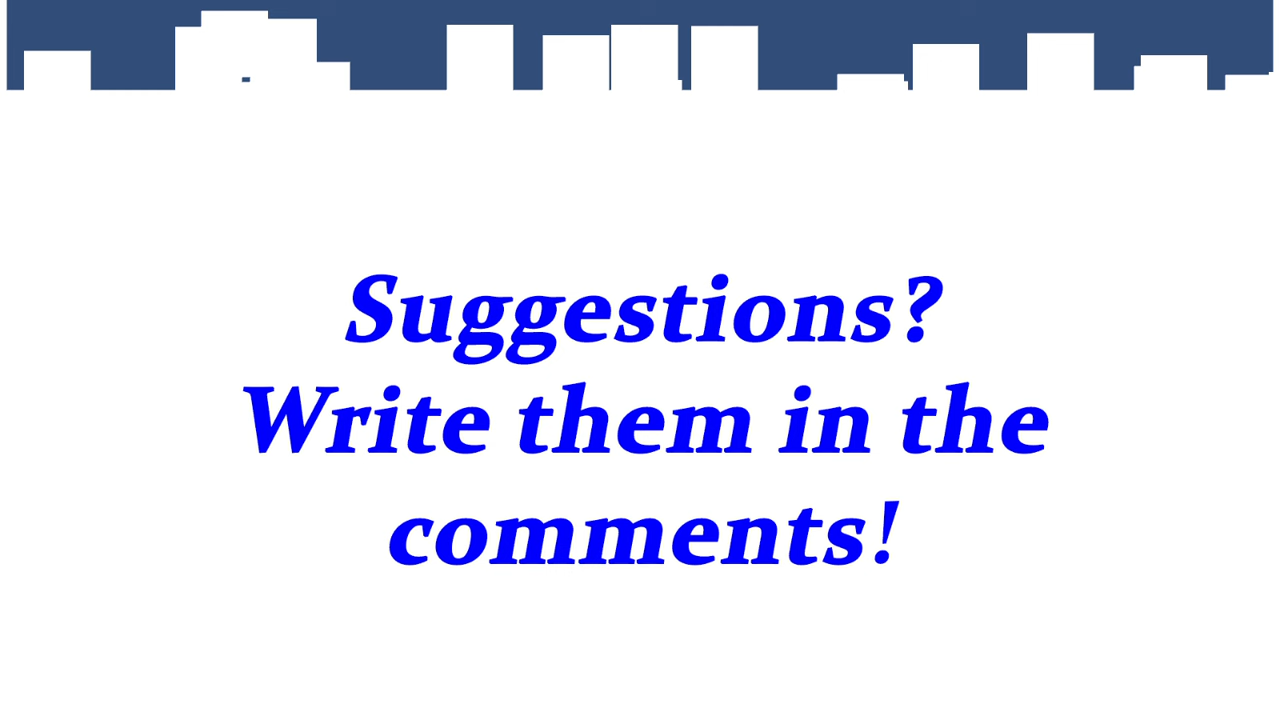 Suggestions?
Write them in the
comments!